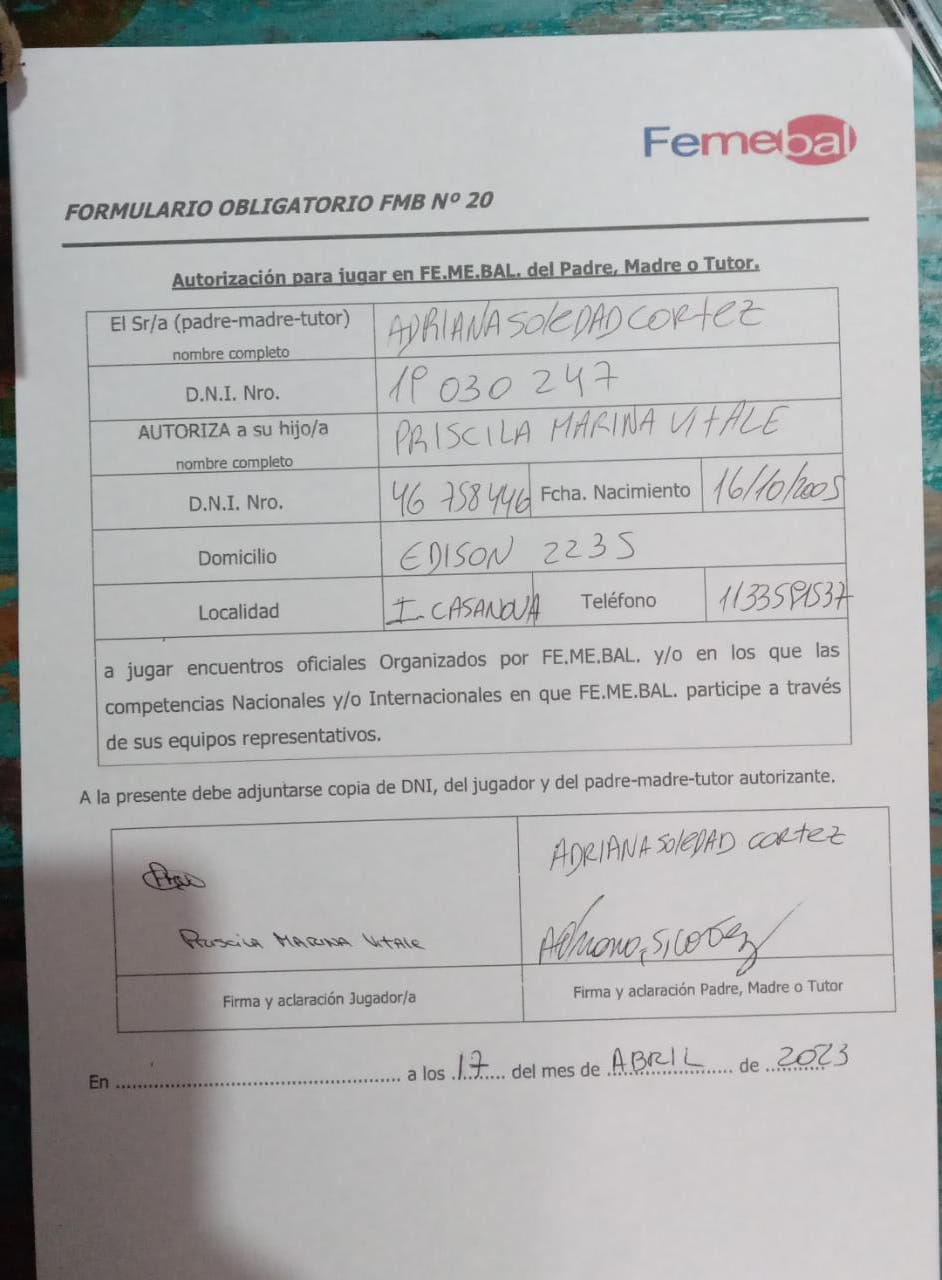 Femebal
FORMULARIO OBLIGATORIO FMB Nº 20
Autorización para jugar en FE.ME.BAL. del Padre, Madre o Tutor.
El Sr/a (padre-madre-tutor) ADRIANA SOleDAD CORtEZ
nombre completo
D.N.I. Nro. 19 030 247
AUTORIZA a su hijo/a PRISCILA MARINA VITALE
nombre completo
D.N.I. Nro. 46 758 446 Fcha. Nacimiento 16/10/2005
Domicilio EDISON 2235
Localidad I. CASANOVA Teléfono 1133591537
a jugar encuentros oficiales Organizados por FE.ME.BAL. y/o en los que las
competencias Nacionales y/o Internacionales en que FE.ME.BAL. participe a través
de sus equipos representativos.
A la presente debe adjuntarse copia de DNI, del jugador y del padre-madre-tutor autorizante.
ADRIANA SOleDAD CORtEZ
Priscila MARINA VITALE
Firma y aclaración Jugador/a
Firma y aclaración Padre, Madre o Tutor
En ........................................ a los 17 del mes de ABRIL de 2023